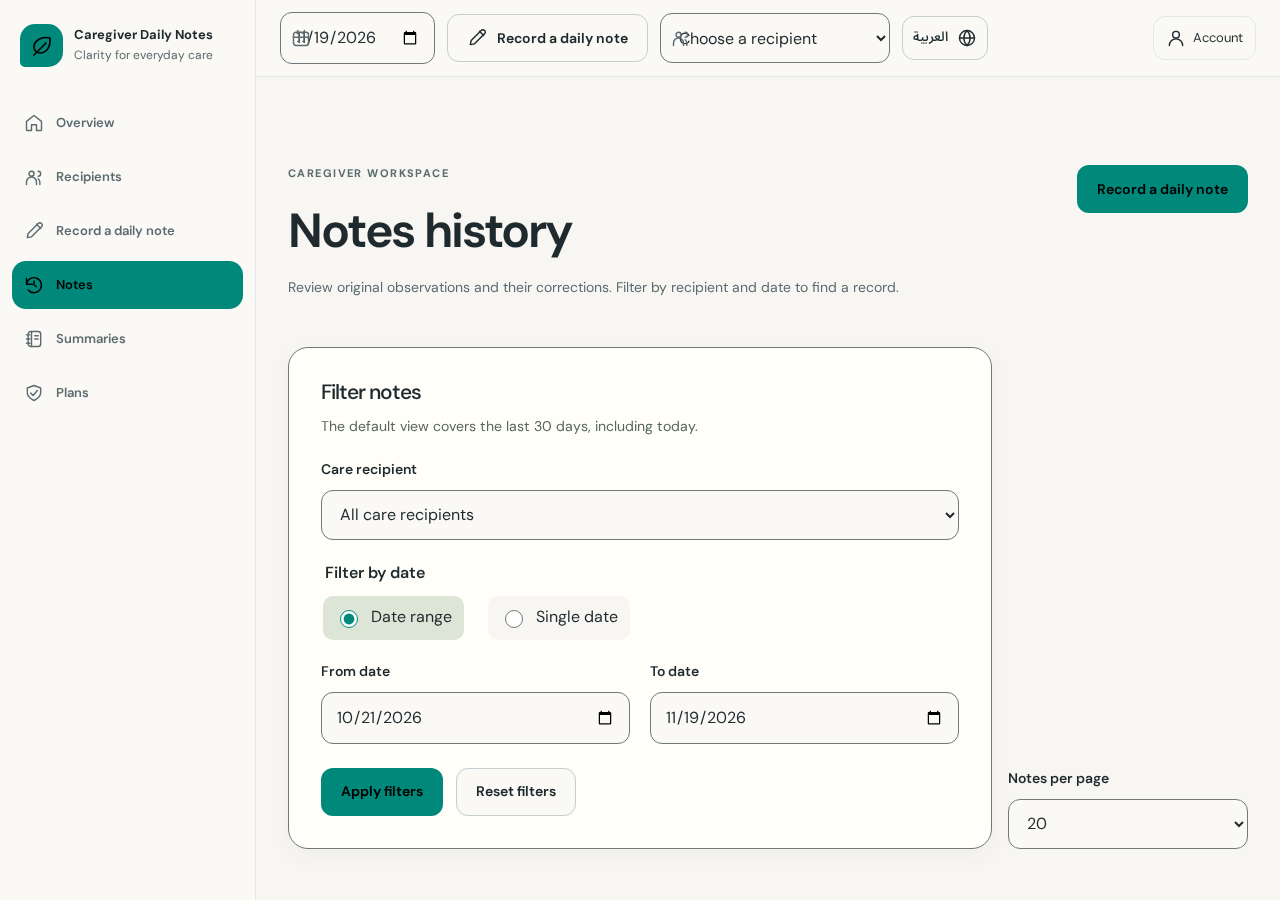 Caregiver Daily Notes
Clarity for everyday care
Overview
Recipients
Record a daily note
Notes
Summaries
Plans
/19/2026
Record a daily note
Choose a recipient
العربية
Account
CAREGIVER WORKSPACE
Record a daily note
Notes history
Review original observations and their corrections. Filter by recipient and date to find a record.
Filter notes
The default view covers the last 30 days, including today.
Care recipient
All care recipients
Filter by date
Date range
Single date
From date
To date
10/21/2026
11/19/2026
Apply filters
Reset filters
Notes per page
20